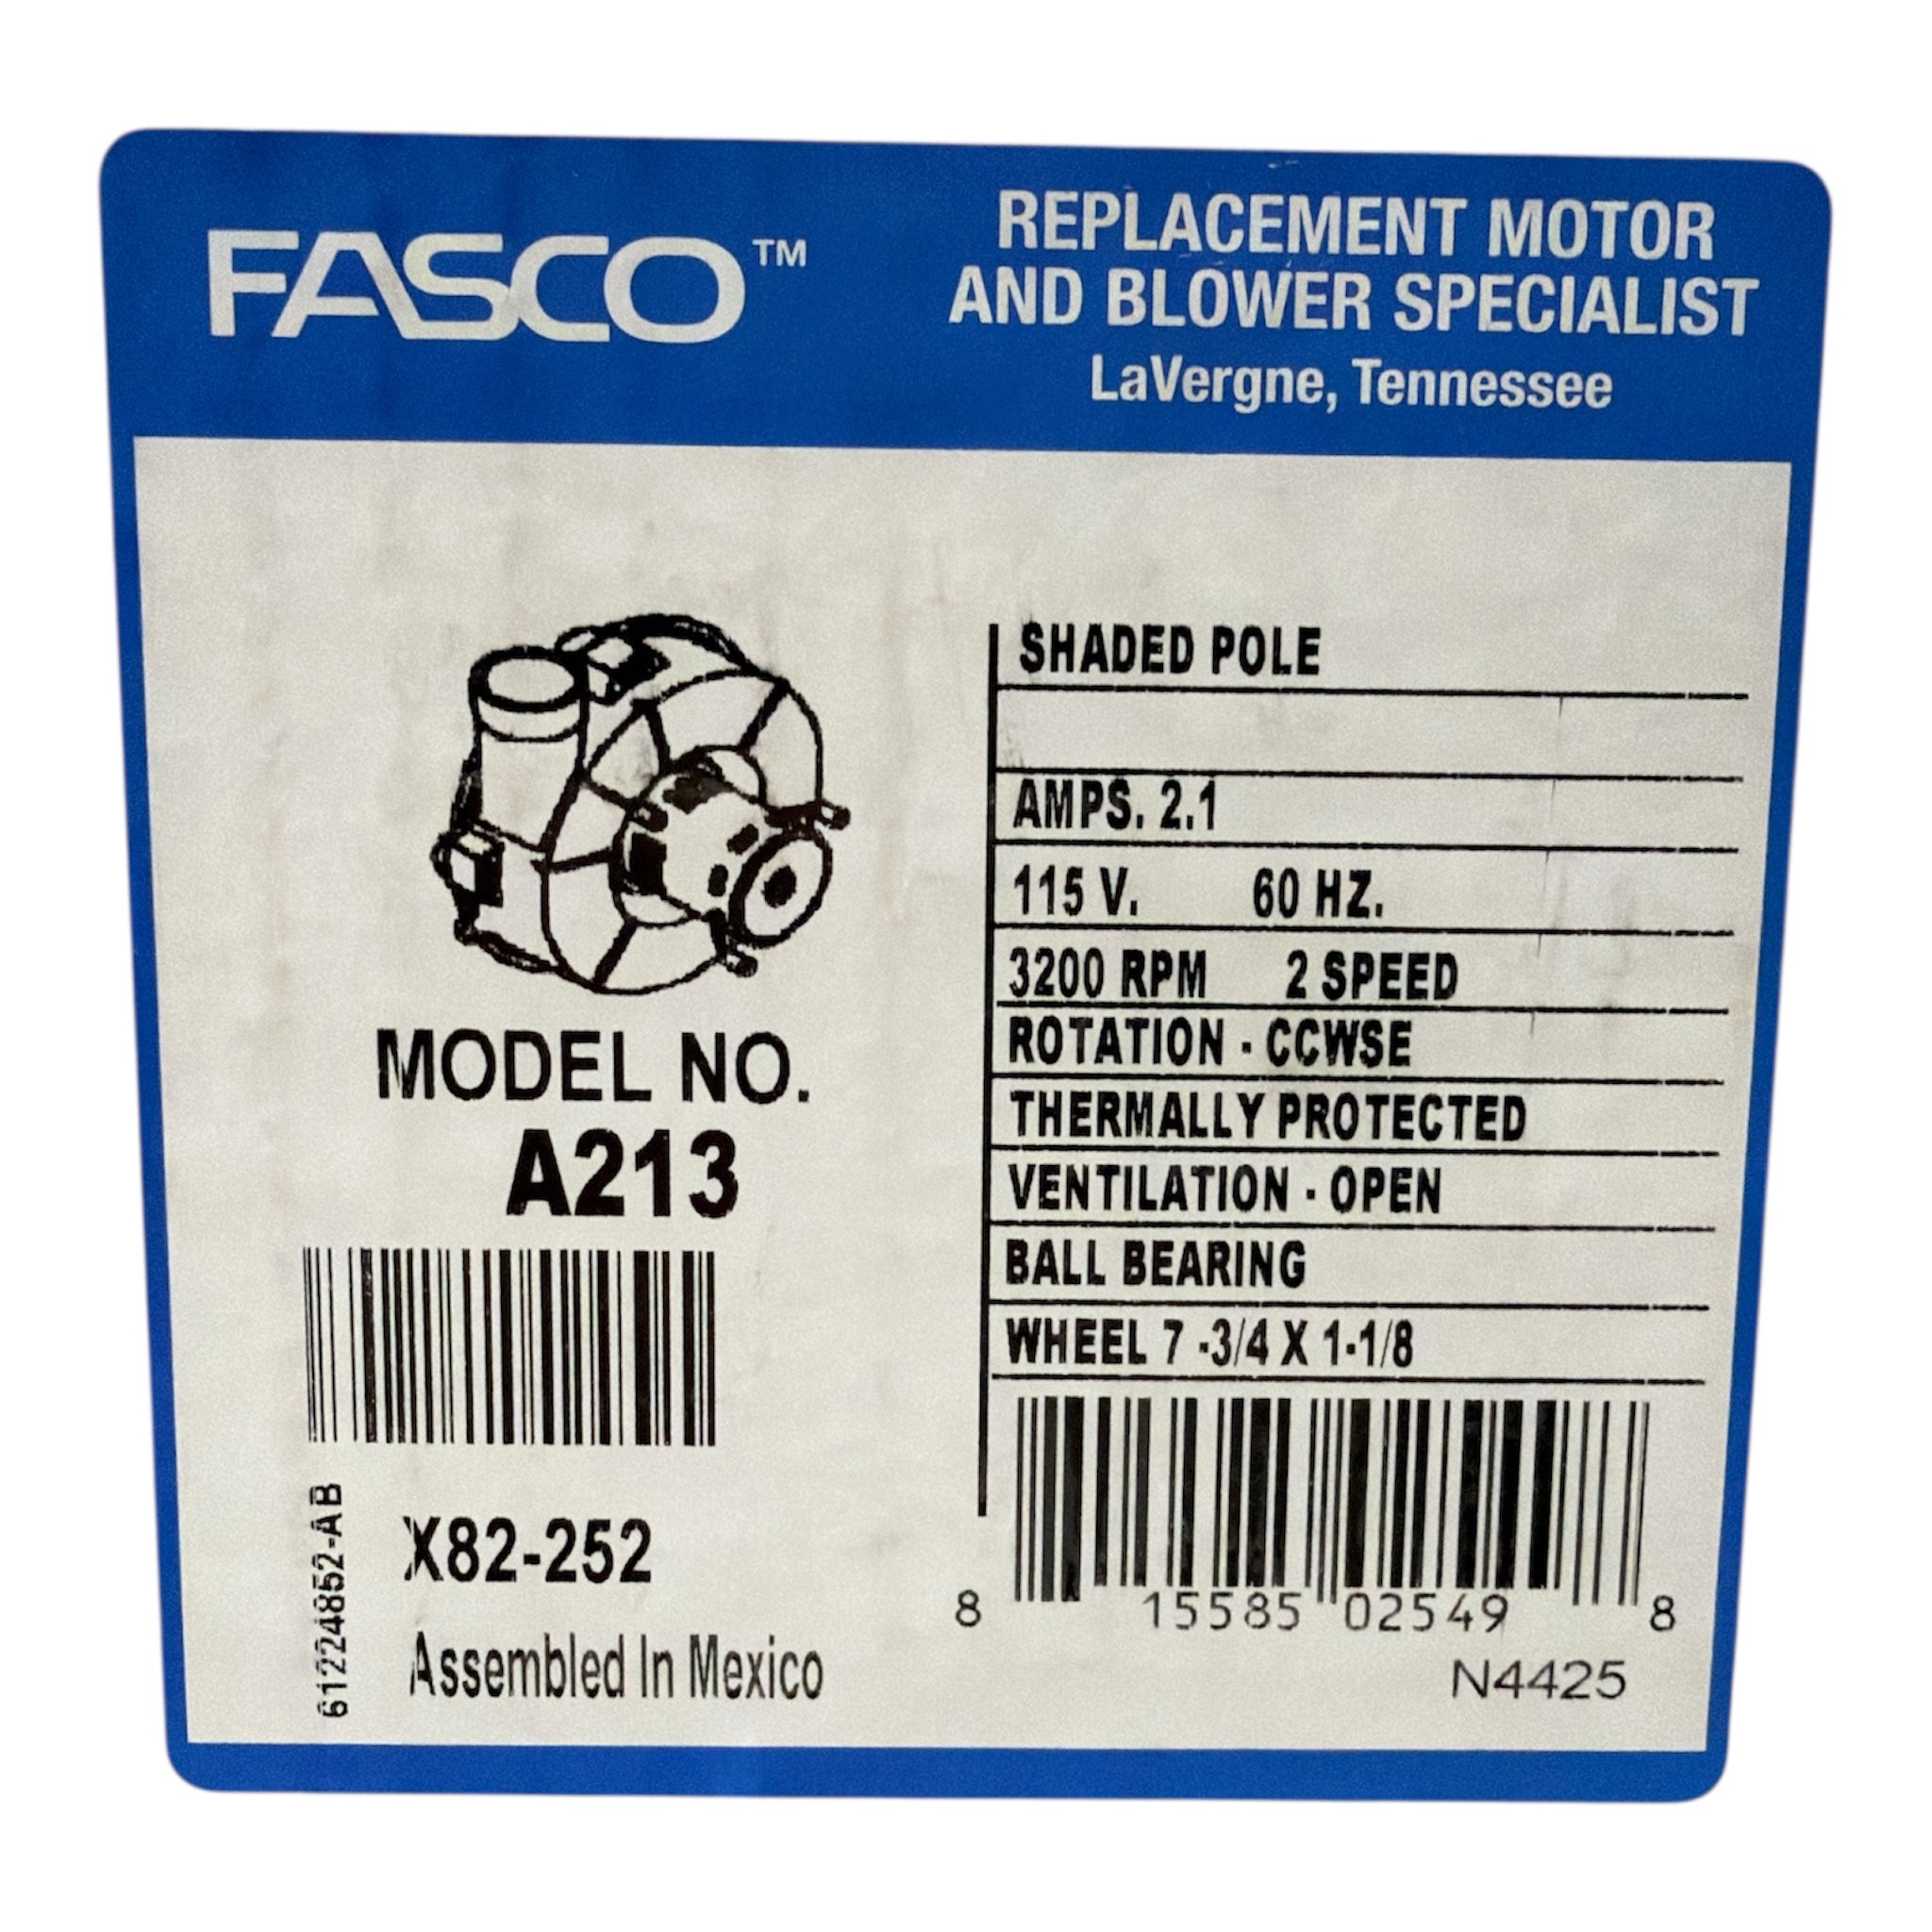 FASCO™
REPLACEMENT MOTOR
AND BLOWER SPECIALIST
LaVergne, Tennessee
MODEL NO.
A213
61224852-AB
X82-252
Assembled In Mexico
SHADED POLE
AMPS. 2.1
115 V. 60 HZ.
3200 RPM 2 SPEED
ROTATION - CCWSE
THERMALLY PROTECTED
VENTILATION - OPEN
BALL BEARING
WHEEL 7 -3/4 X 1-1/8
8 15585 02549 8
N4425